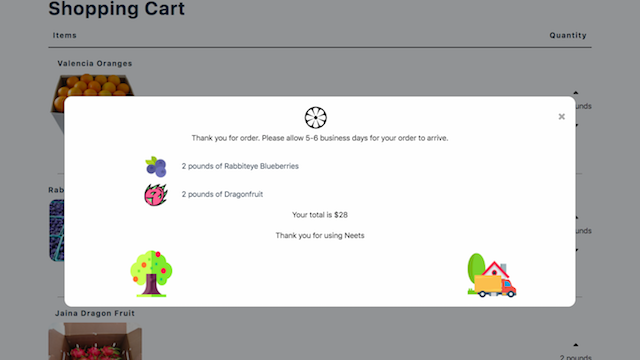 Shopping Cart
Items Quantity
Valencia Oranges
Thank you for order. Please allow 5-6 business days for your order to arrive.
2 pounds of Rabbiteye Blueberries
2 pounds of Dragonfruit
Your total is $28
Thank you for using Neets
Jaina Dragon Fruit
2 pounds